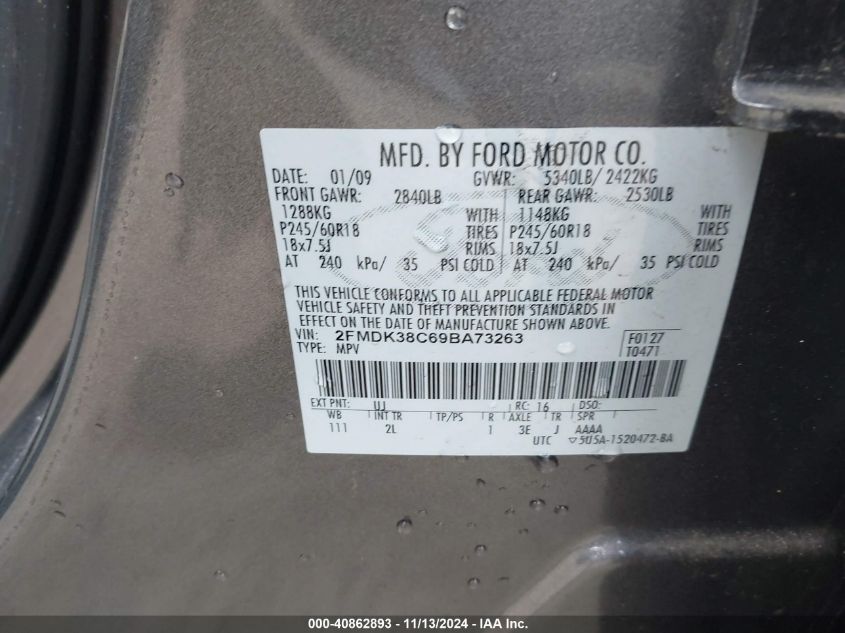 MFD. BY FORD MOTOR CO.
DATE: 01/09 GVWR: 5340LB/ 2422KG
FRONT GAWR: 2840LB REAR GAWR: 2530LB
1288KG WITH 1148KG WITH
P245/60R18 TIRES P245/60R18 TIRES
18x7.5J RIMS 18x7.5J RIMS
AT 240 kPa/ 35 PSI COLD AT 240 kPa/ 35 PSI COLD
THIS VEHICLE CONFORMS TO ALL APPLICABLE FEDERAL MOTOR
VEHICLE SAFETY AND THEFT PREVENTION STANDARDS IN
EFFECT ON THE DATE OF MANUFACTURE SHOWN ABOVE.
VIN: 2FMDK38C69BA73263 F0127
TYPE: MPV T0471
EXT PNT: UJ RC: 16 DSO:
WB INT TR TP/PS R AXLE TR SPR
111 2L 1 3E J AAAA
UTC ▽5U5A-1520472-BA
000-40862893 - 11/13/2024 - IAA Inc.